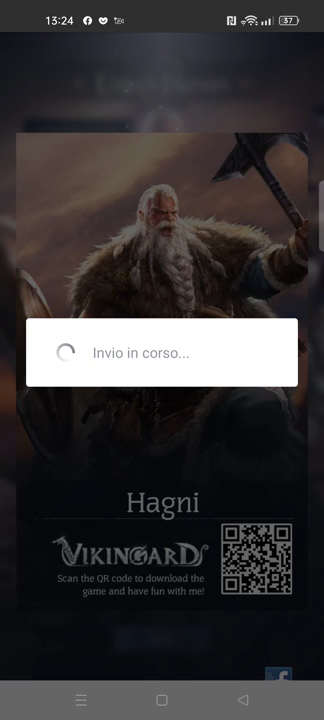 13:24
37
Invio in corso...
Hagni
VIKINGARD
Scan the QR code to download the
game and have fun with me!